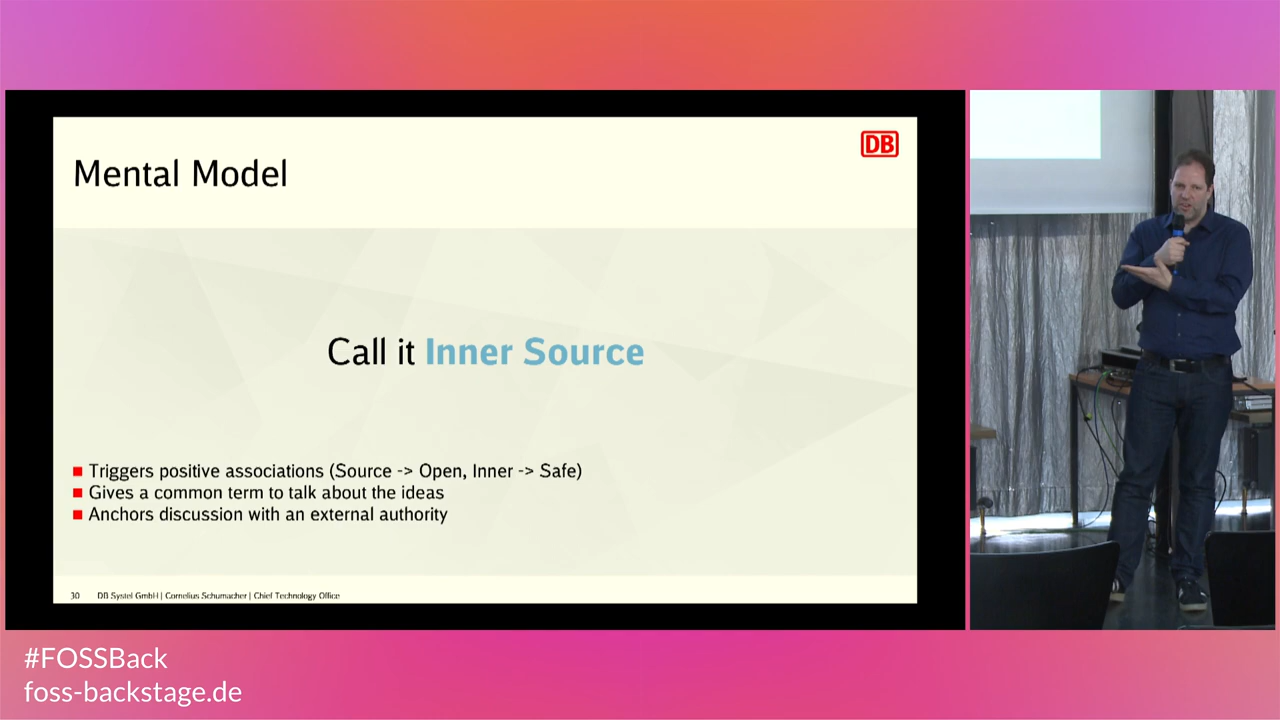 DB
Mental Model
Call it Inner Source
Triggers positive associations (Source -> Open, Inner -> Safe)
Gives a common term to talk about the ideas
Anchors discussion with an external authority
30 DB Systel GmbH | Cornelius Schumacher | Chief Technology Office
#FOSSBack
foss-backstage.de